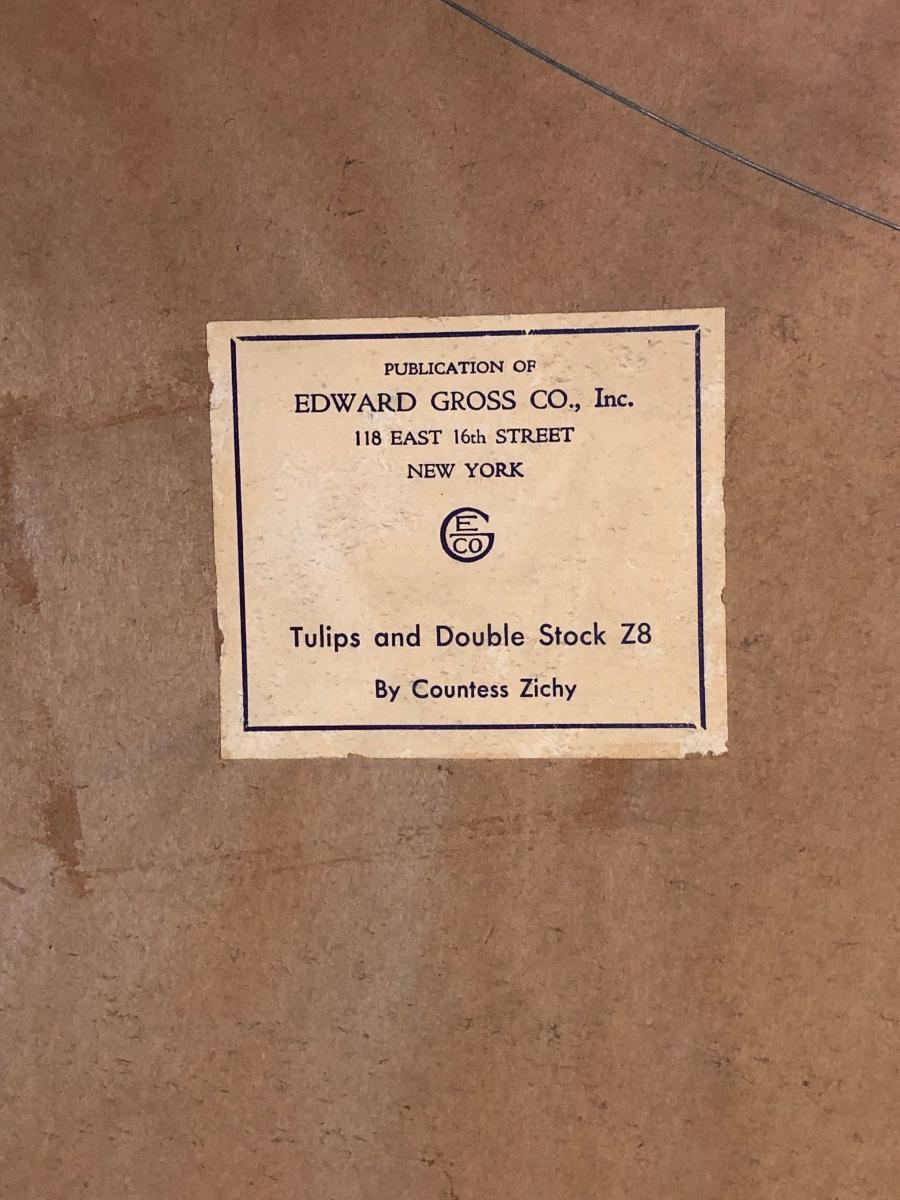 PUBLICATION OF
EDWARD GROSS CO., Inc.
118 EAST 16th STREET
NEW YORK
G E CO
Tulips and Double Stock Z8
By Countess Zichy